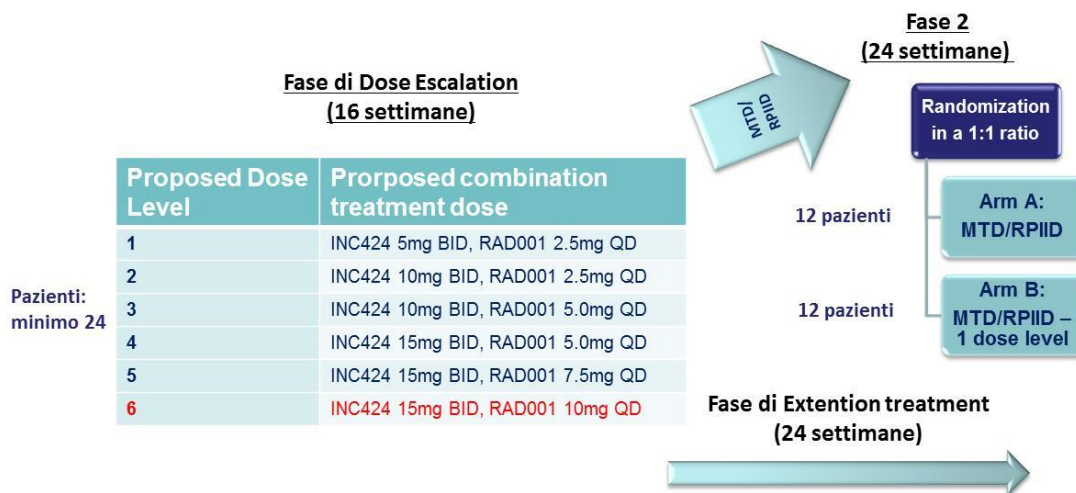 Fase di Dose Escalation
(16 settimane)
Proposed Dose
Level
Prorposed combination
treatment dose
1
INC424 5mg BID, RAD001 2.5mg QD
2
INC424 10mg BID, RAD001 2.5mg QD
3
INC424 10mg BID, RAD001 5.0mg QD
4
INC424 15mg BID, RAD001 5.0mg QD
5
INC424 15mg BID, RAD001 7.5mg QD
6
INC424 15mg BID, RAD001 10mg QD
Pazienti:
minimo 24
MTD/
RPIID
Fase 2
(24 settimane)
Randomization
in a 1:1 ratio
12 pazienti
Arm A:
MTD/RPIID
12 pazienti
Arm B:
MTD/RPIID –
1 dose level
Fase di Extention treatment
(24 settimane)